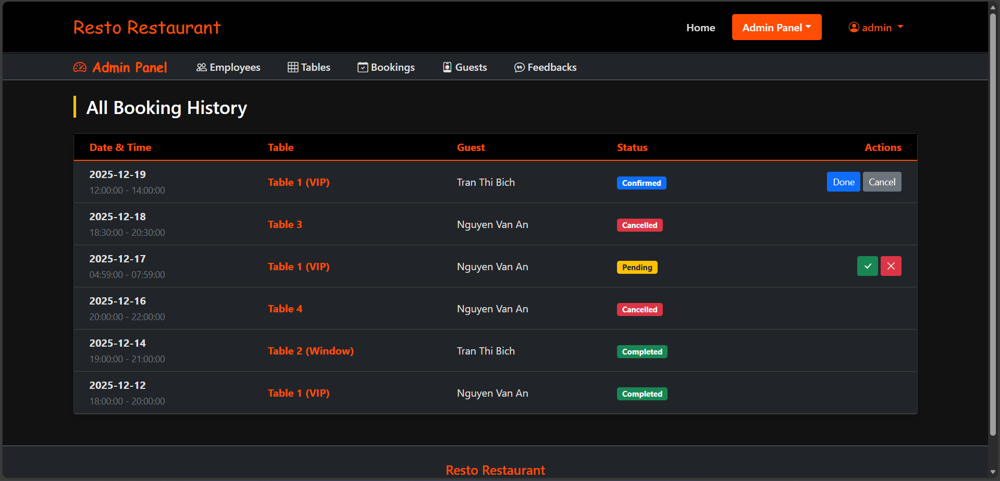 Resto Restaurant
Home
Admin Panel
admin
Admin Panel
Employees
Tables
Bookings
Guests
Feedbacks
All Booking History
Date & Time Table Guest Status Actions
2025-12-19
12:00:00 - 14:00:00
Table 1 (VIP)
Tran Thi Bich
Confirmed
Done
Cancel
2025-12-18
18:30:00 - 20:30:00
Table 3
Nguyen Van An
Cancelled
2025-12-17
04:59:00 - 07:59:00
Table 1 (VIP)
Nguyen Van An
Pending
2025-12-16
20:00:00 - 22:00:00
Table 4
Nguyen Van An
Cancelled
2025-12-14
19:00:00 - 21:00:00
Table 2 (Window)
Tran Thi Bich
Completed
2025-12-12
18:00:00 - 20:00:00
Table 1 (VIP)
Nguyen Van An
Completed
Resto Restaurant